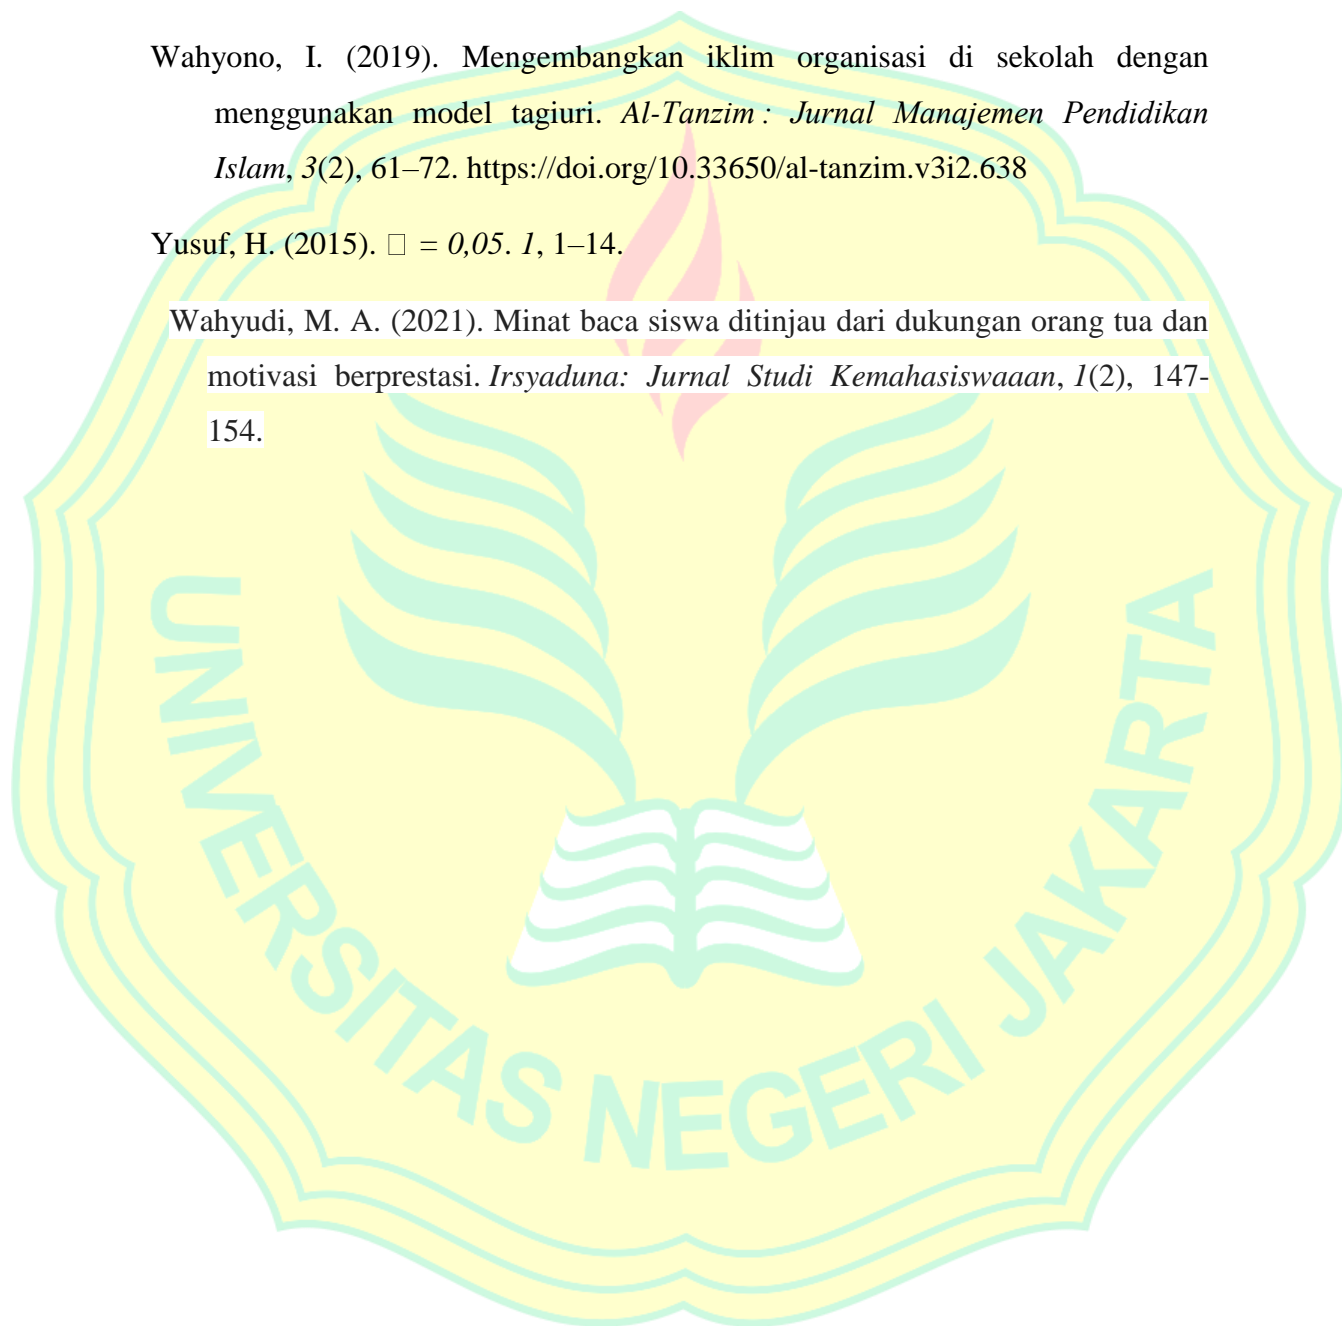 Wahyono, I. (2019). Mengembangkan iklim organisasi di sekolah dengan
menggunakan model tagiuri. Al-Tanzim : Jurnal Manajemen Pendidikan
Islam, 3(2), 61–72. https://doi.org/10.33650/al-tanzim.v3i2.638
Yusuf, H. (2015). □ = 0,05. 1, 1–14.
Wahyudi, M. A. (2021). Minat baca siswa ditinjau dari dukungan orang tua dan
motivasi berprestasi. Irsyaduna: Jurnal Studi Kemahasiswaaan, 1(2), 147-
154.
UNIVERSITAS NEGERI JAKARTA